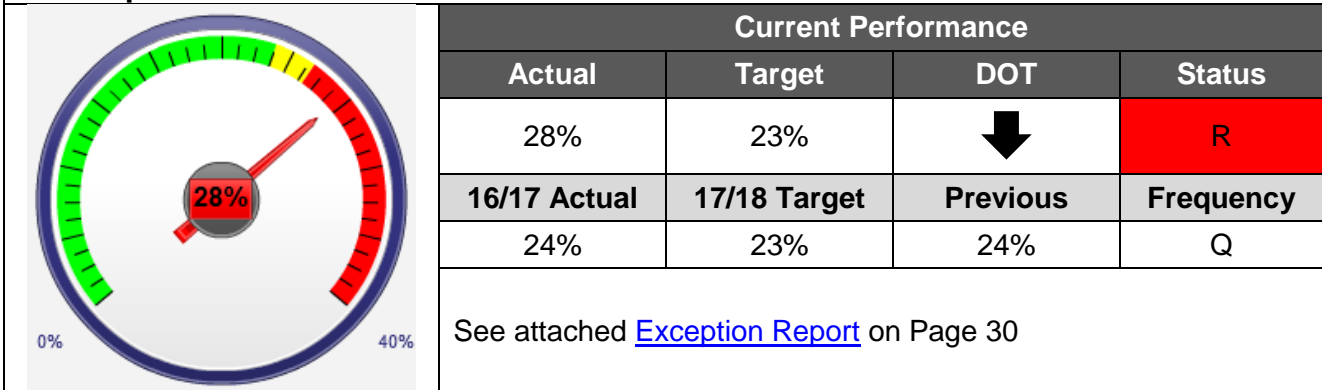 28%
0%
40%
Current Performance
Actual Target DOT Status
28% 23% R
16/17 Actual 17/18 Target Previous Frequency
24% 23% 24% Q
See attached Exception Report on Page 30